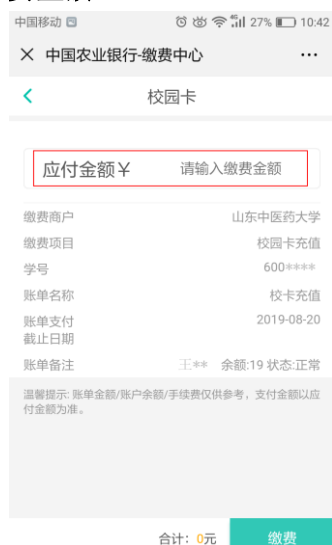 中国移动 27% 10:42
× 中国农业银行-缴费中心 ...
< 校园卡
应付金额￥ 请输入缴费金额
缴费商户 山东中医药大学
缴费项目 校园卡充值
学号 600****
账单名称 校卡充值
账单支付 2019-08-20
截止日期
账单备注 王** 余额:19 状态:正常
温馨提示: 账单金额/账户余额/手续费仅供参考，支付金额以应
付金额为准。
合计: 0元 缴费